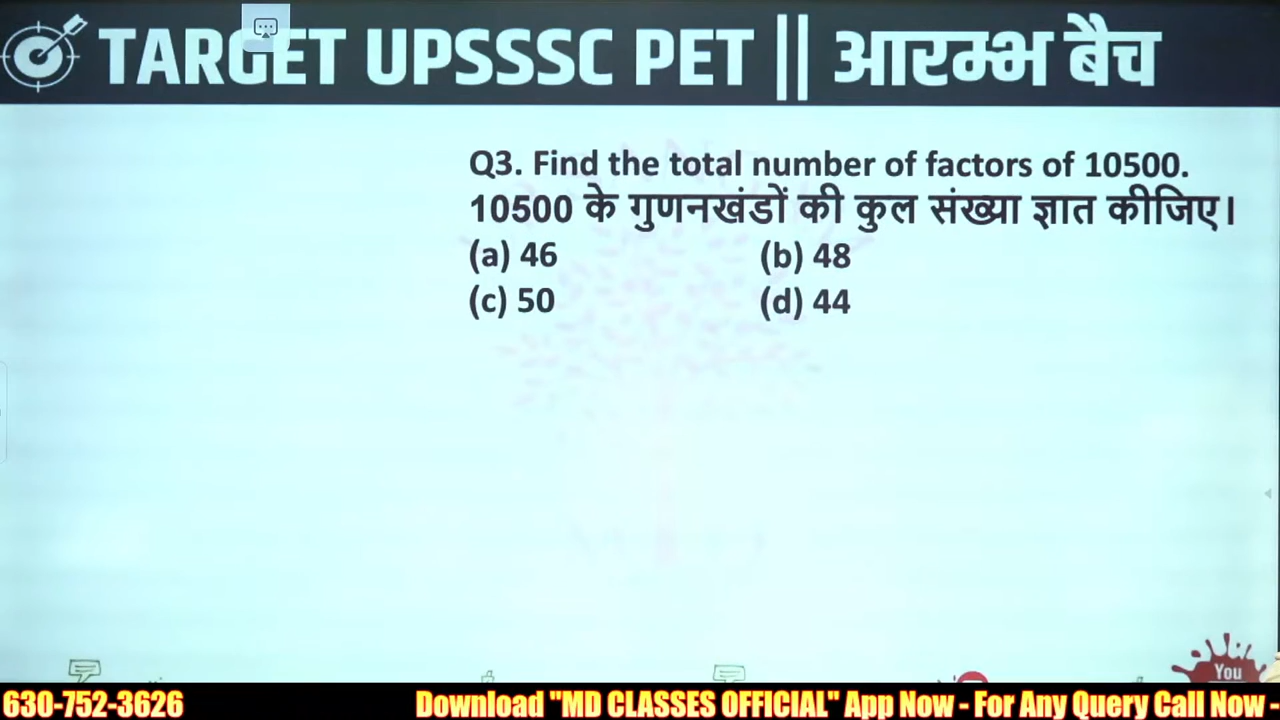 TARGET UPSSSC PET || आरम्भ बैच
Q3. Find the total number of factors of 10500.
10500 के गुणनखंडों की कुल संख्या ज्ञात कीजिए।
(a) 46 (b) 48
(c) 50 (d) 44
You
630-752-3626 Download "MD CLASSES OFFICIAL" App Now - For Any Query Call Now -